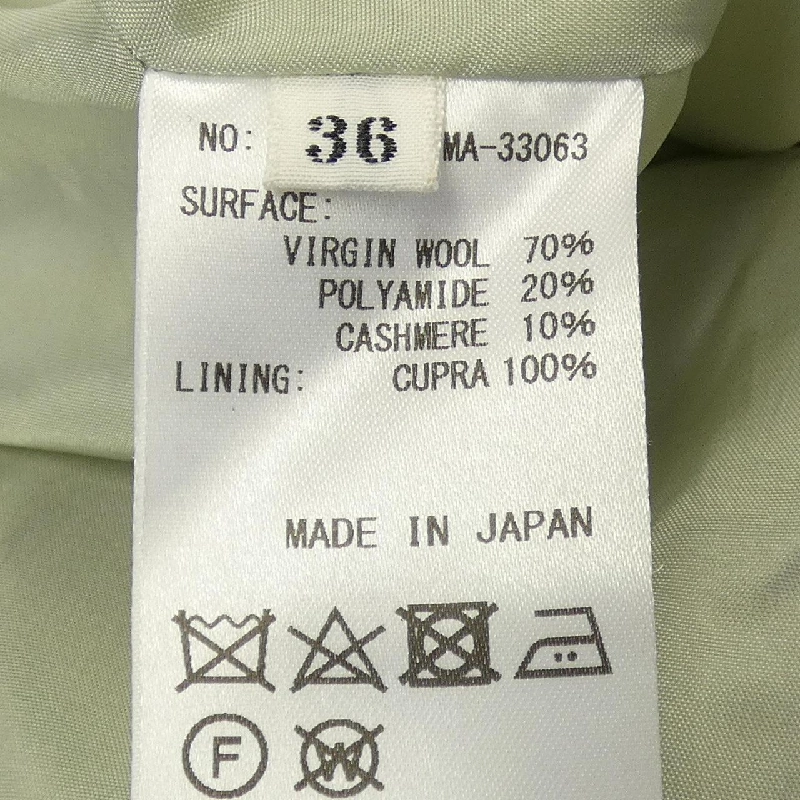 NO: 36 MA-33063
SURFACE:
VIRGIN WOOL 70%
POLYAMIDE 20%
CASHMERE 10%
LINING: CUPRA 100%
MADE IN JAPAN
F W